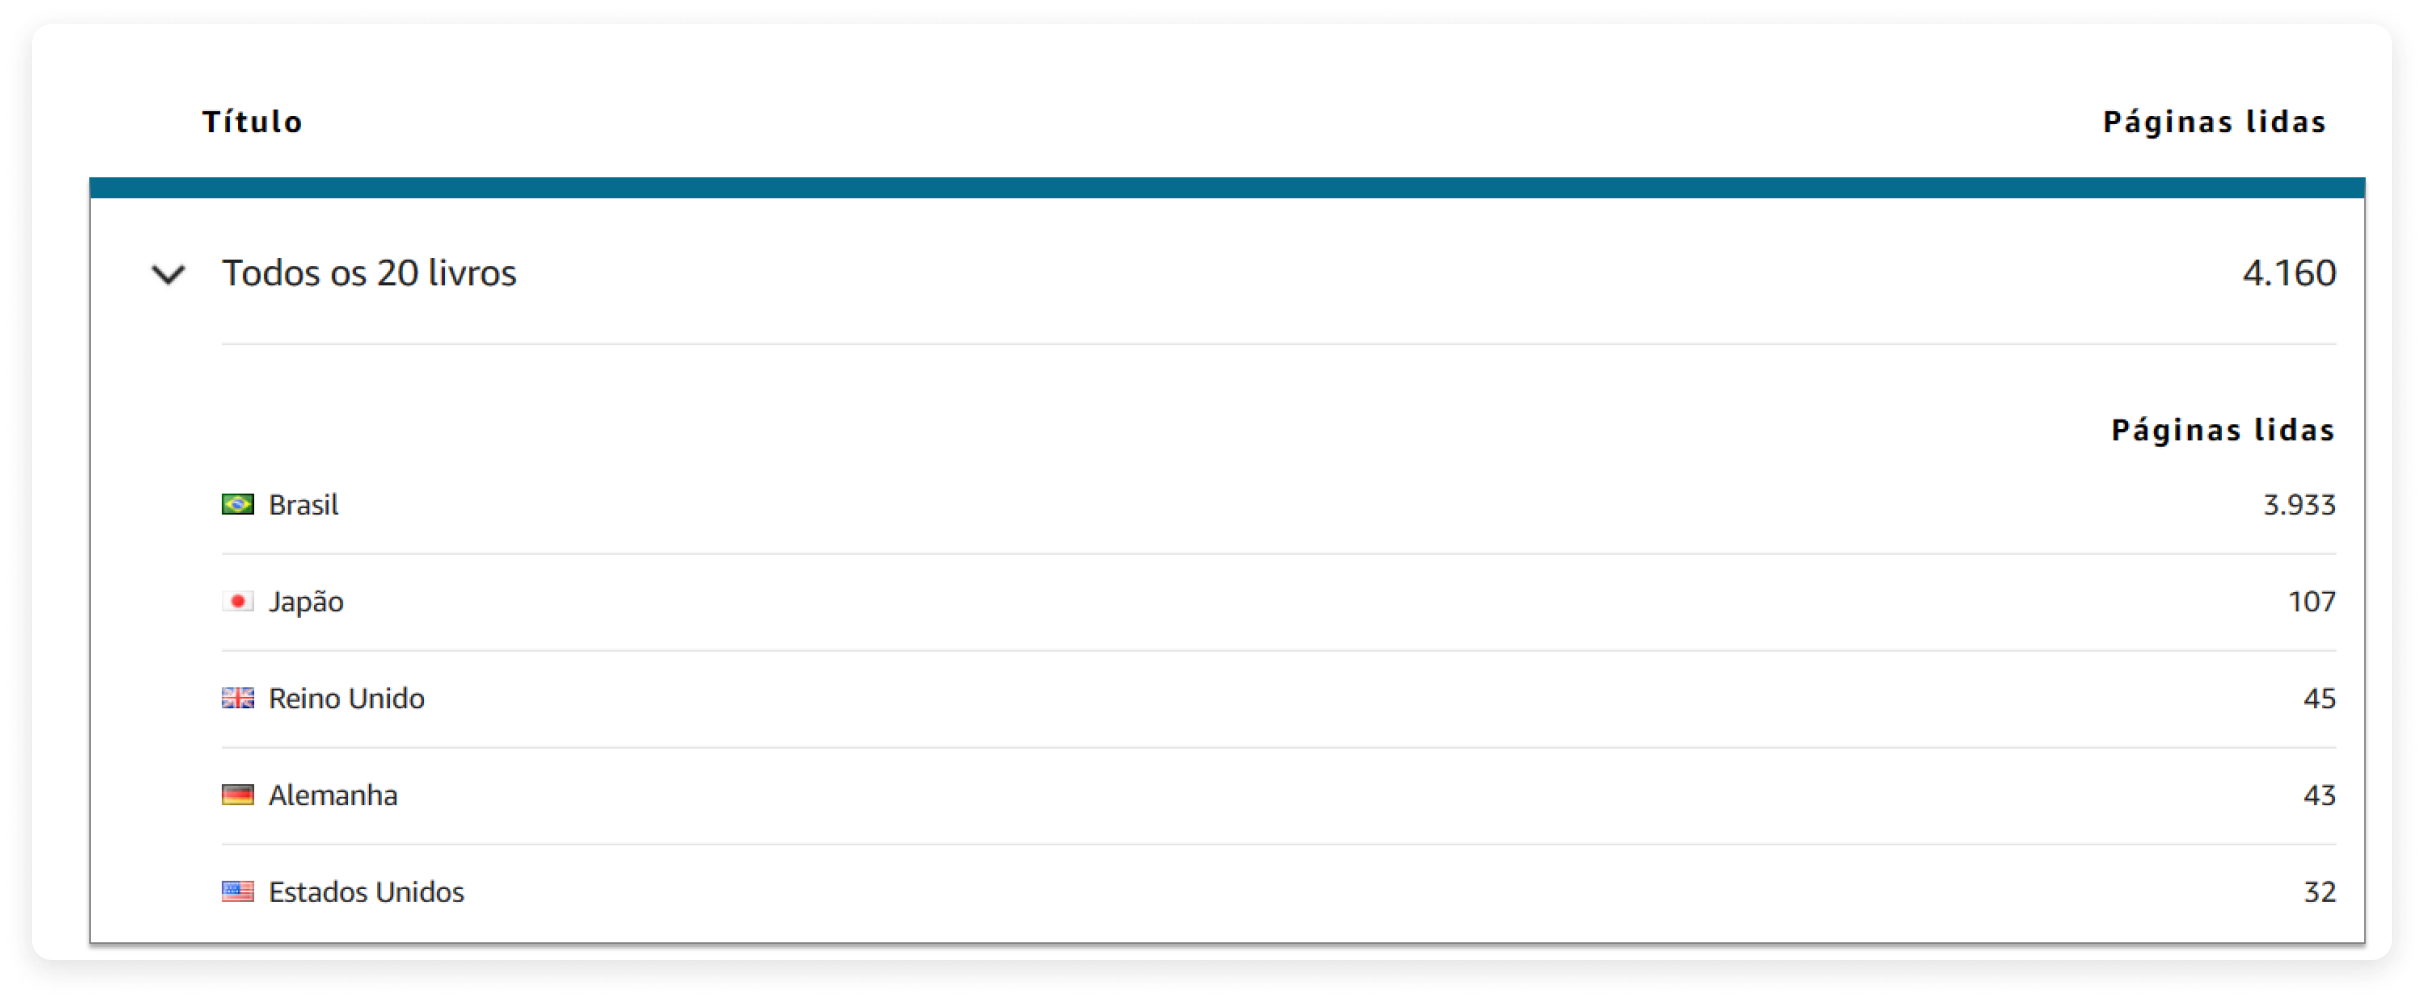 Título Páginas lidas
Todos os 20 livros 4.160
Páginas lidas
Brasil 3.933
Japão 107
Reino Unido 45
Alemanha 43
Estados Unidos 32